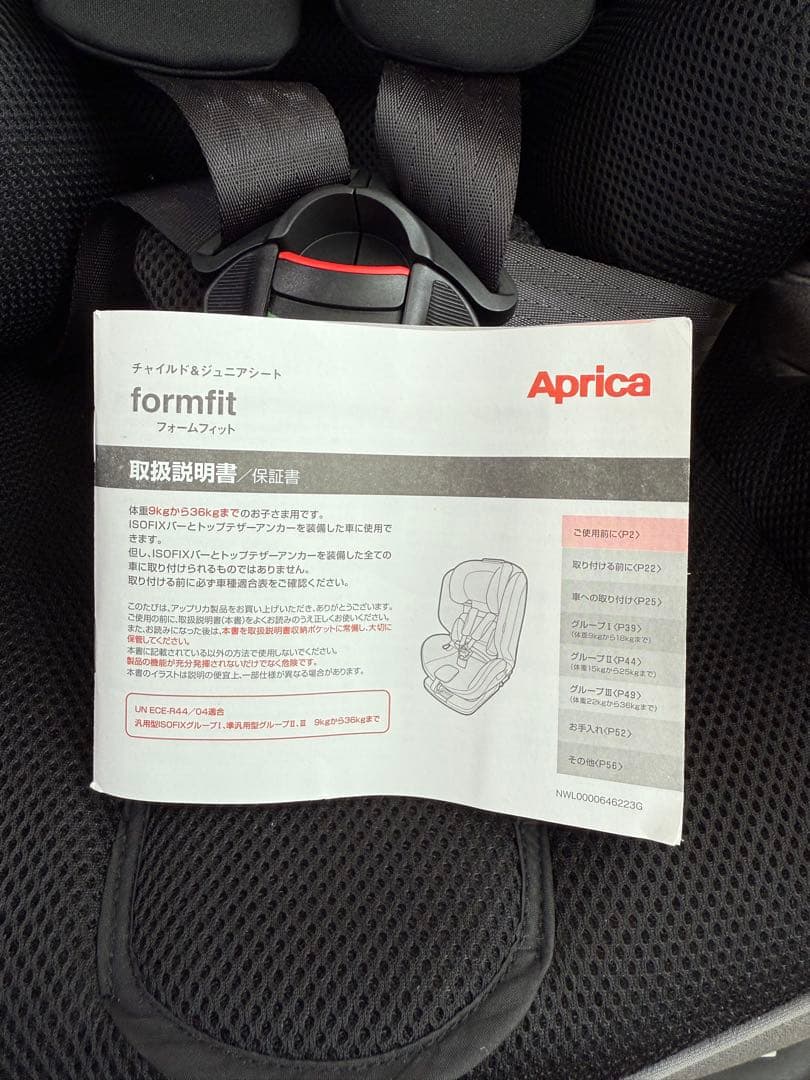 チャイルド&ジュニアシート
formfit
フォームフィット
Aprica
取扱説明書/保証書
体重9kgから36kgまでのお子さま用です。
ISOFIXバーとトップテザーアンカーを装備した車に使用で
きます。
但し、ISOFIXバーとトップテザーアンカーを装備した全ての
車に取り付けられるものではありません。
取り付ける前に必ず車種適合表をご確認ください。
このたびは、アップリカ製品をお買い上げいただき、ありがとうございます。
ご使用の前に、取扱説明書(本書)をよくお読みのうえ正しくお使いください。
また、お読みになった後は、本書を取扱説明書収納ポケットに常備し、大切に
保管してください。
本書に記載されている以外の方法で使用しないでください。
製品の機能が充分発揮されないだけでなく危険です。
本書のイラストは説明の便宜上、一部仕様が異なる場合があります。
UN ECE-R44/04適合
汎用型ISOFIXグループⅠ、準汎用型グループⅡ、Ⅲ 9kgから36kgまで
ご使用前に〈P2〉
取り付ける前に〈P22〉
車への取り付け〈P25〉
グループⅠ〈P39〉
(体重9kgから18kgまで)
グループⅡ〈P44〉
(体重15kgから25kgまで)
グループⅢ〈P49〉
(体重22kgから36kgまで)
お手入れ〈P52〉
その他〈P56〉
NWL0000646223G